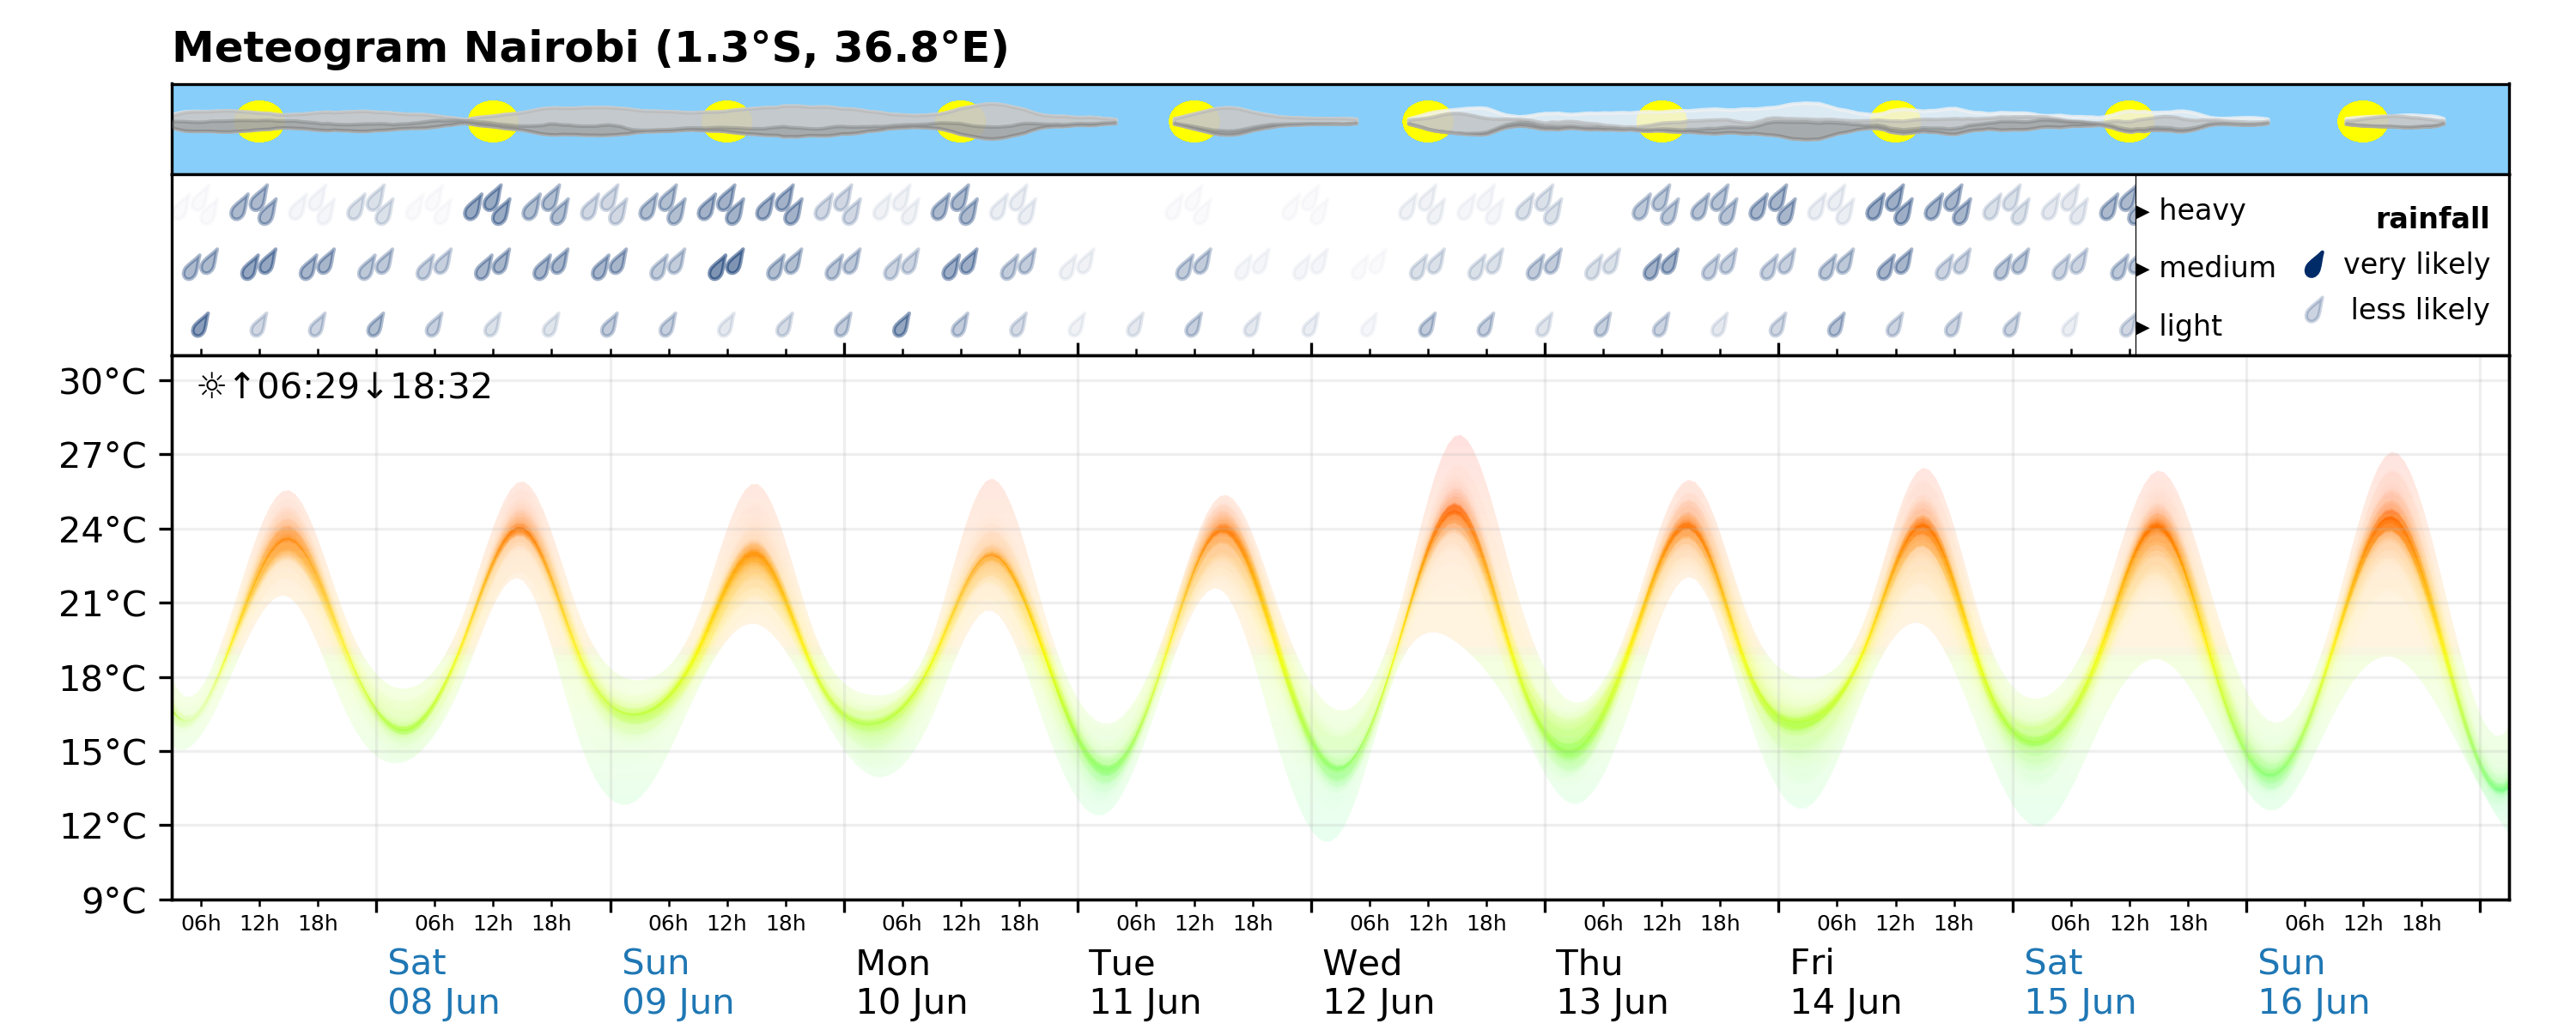 Meteogram Nairobi (1.3°S, 36.8°E)
heavy
rainfall
medium
very likely
light
less likely
☼↑06:29↓18:32
30°C
27°C
24°C
21°C
18°C
15°C
12°C
9°C
06h 12h 18h 06h 12h 18h 06h 12h 18h 06h 12h 18h 06h 12h 18h 06h 12h 18h 06h 12h 18h 06h 12h 18h 06h 12h 18h 06h 12h 18h
Sat Sun Mon Tue Wed Thu Fri Sat Sun
08 Jun 09 Jun 10 Jun 11 Jun 12 Jun 13 Jun 14 Jun 15 Jun 16 Jun